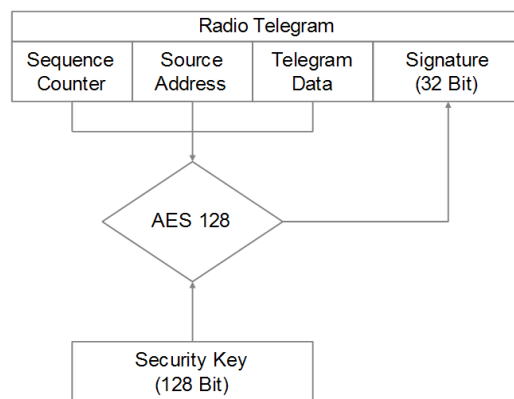 Radio Telegram
Sequence
Counter
Source
Address
Telegram
Data
Signature
(32 Bit)
AES 128
Security Key
(128 Bit)